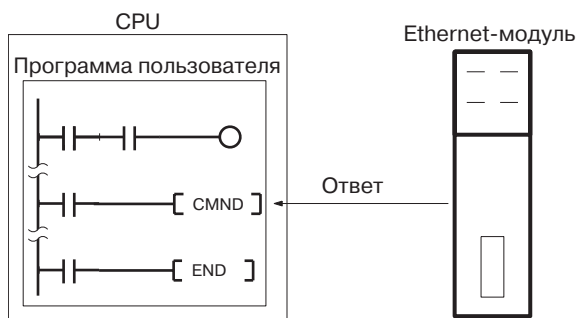 CPU
Ethernet-модуль
Программа пользователя
CMND
Ответ
END